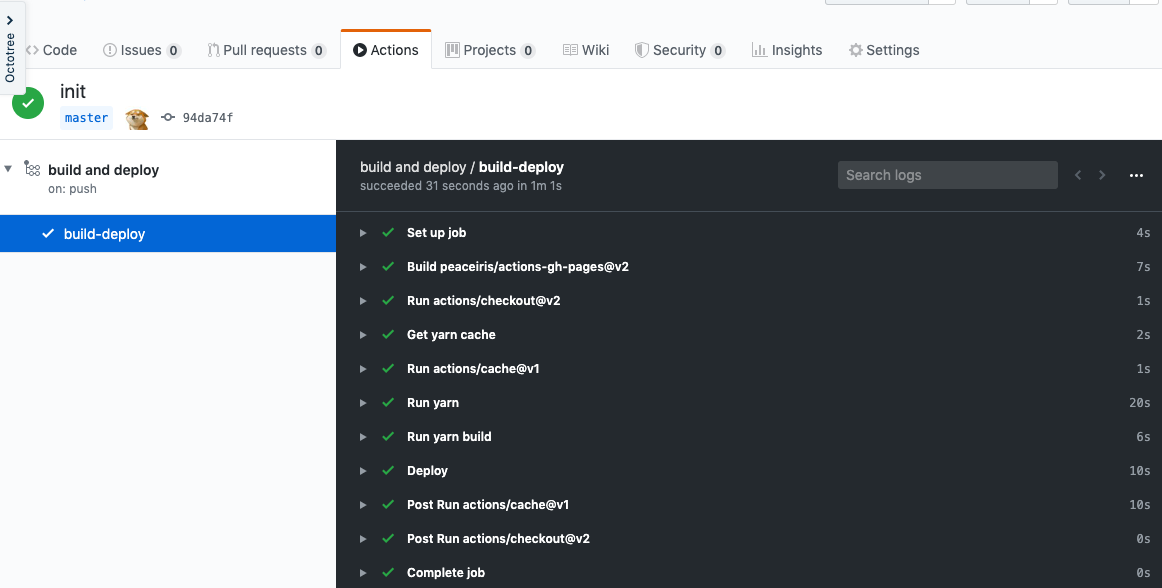 Octotree
Code Issues 0 Pull requests 0 Actions Projects 0 Wiki Security 0 Insights Settings
init
master 94da74f
build and deploy
on: push
build-deploy
build and deploy / build-deploy
succeeded 31 seconds ago in 1m 1s
Search logs
Set up job 4s
Build peaceiris/actions-gh-pages@v2 7s
Run actions/checkout@v2 1s
Get yarn cache 2s
Run actions/cache@v1 1s
Run yarn 20s
Run yarn build 6s
Deploy 10s
Post Run actions/cache@v1 10s
Post Run actions/checkout@v2 0s
Complete job 0s